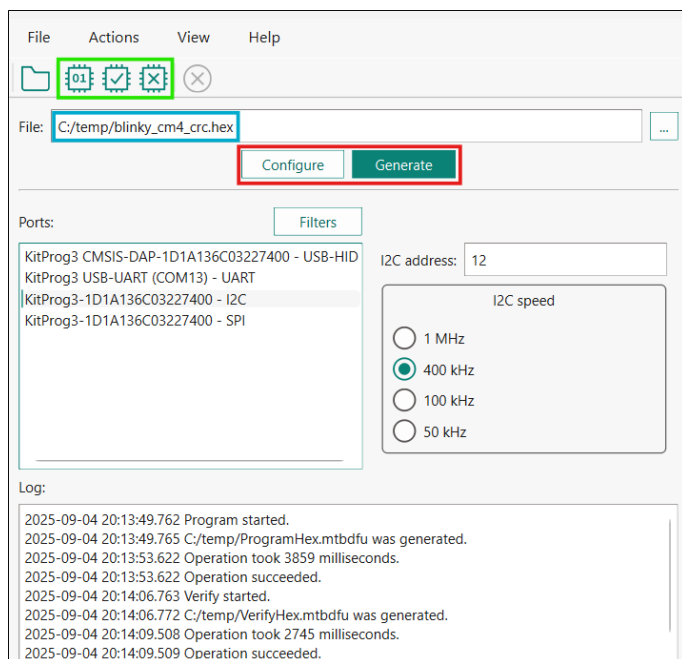 File Actions View Help
01
File: C:/temp/blinky_cm4_crc.hex ...
Configure Generate
Ports: Filters
KitProg3 CMSIS-DAP-1D1A136C03227400 - USB-HID
KitProg3 USB-UART (COM13) - UART
KitProg3-1D1A136C03227400 - I2C
KitProg3-1D1A136C03227400 - SPI
I2C address: 12
I2C speed
1 MHz
400 kHz
100 kHz
50 kHz
Log:
2025-09-04 20:13:49.762 Program started.
2025-09-04 20:13:49.765 C:/temp/ProgramHex.mtbdfu was generated.
2025-09-04 20:13:53.622 Operation took 3859 milliseconds.
2025-09-04 20:13:53.622 Operation succeeded.
2025-09-04 20:14:06.763 Verify started.
2025-09-04 20:14:06.772 C:/temp/VerifyHex.mtbdfu was generated.
2025-09-04 20:14:09.508 Operation took 2745 milliseconds.
2025-09-04 20:14:09.509 Operation succeeded.